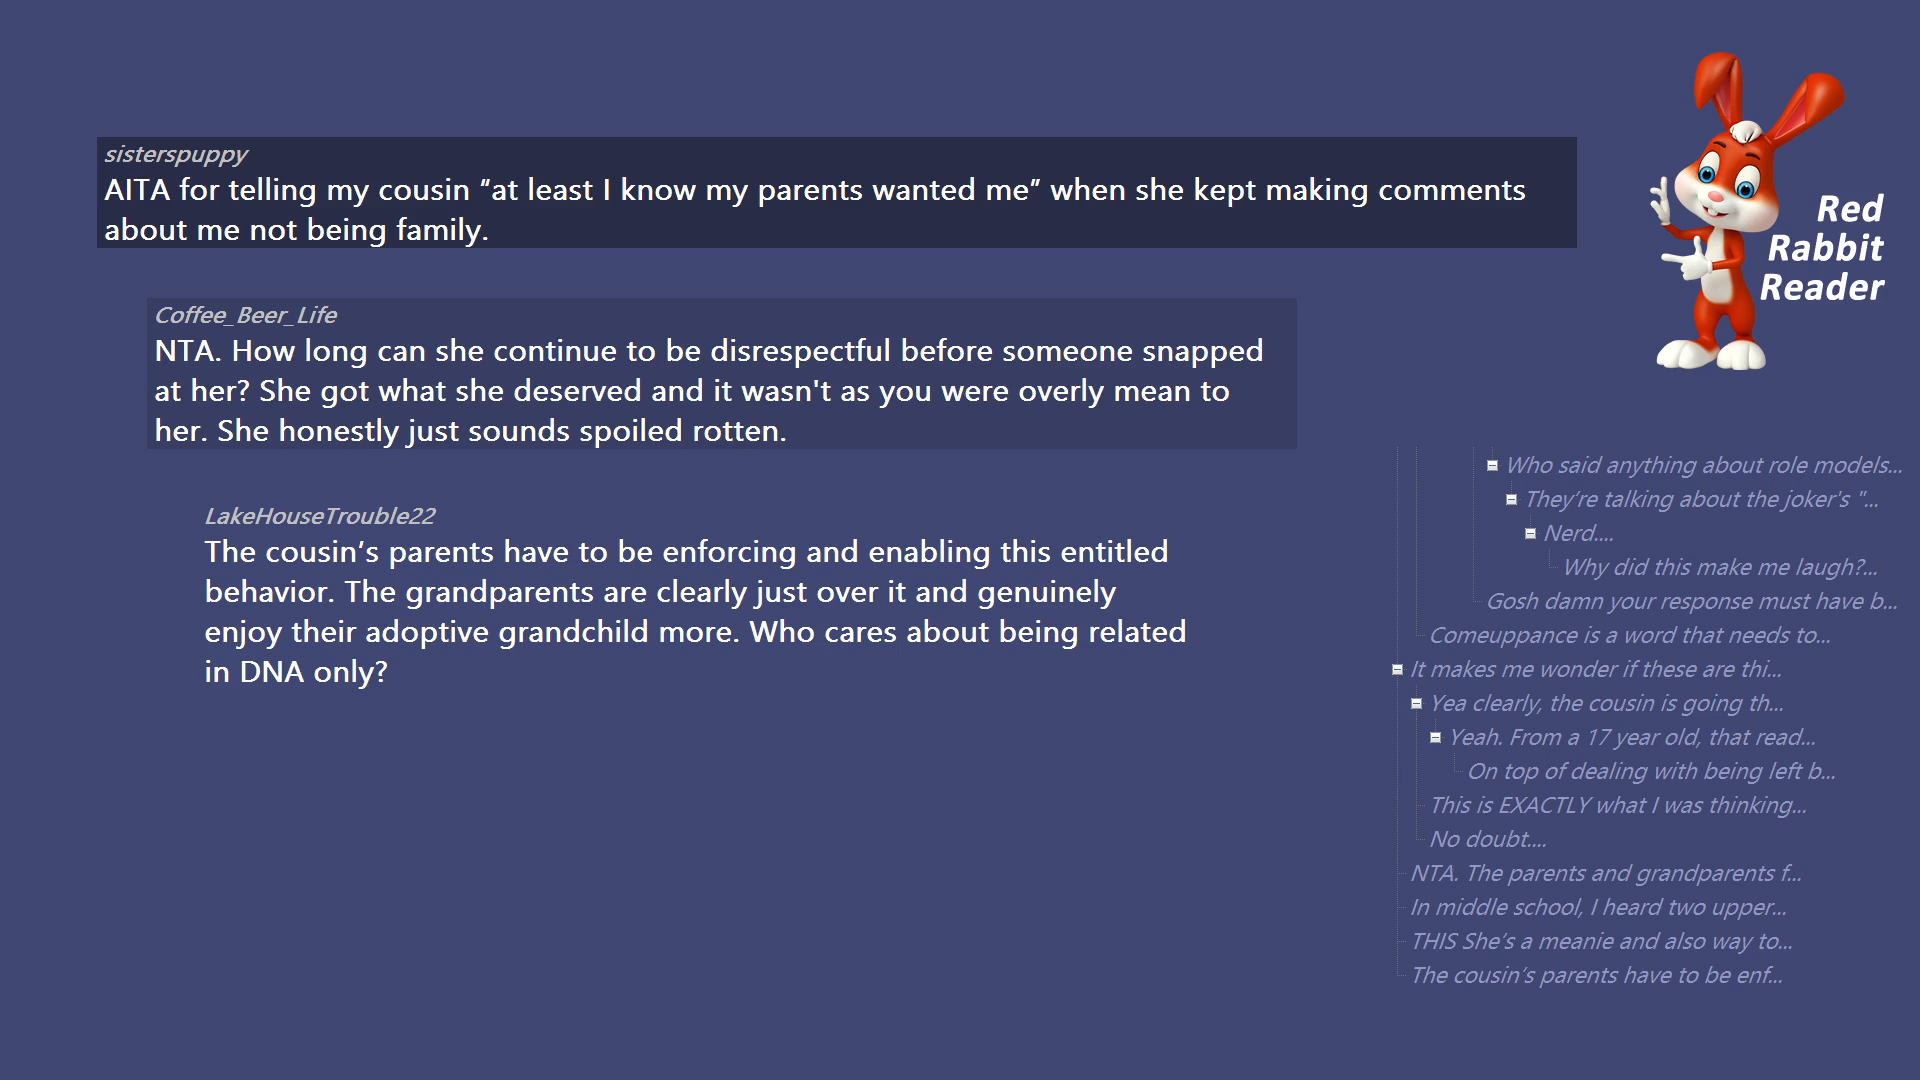 sisterspuppy
AITA for telling my cousin “at least I know my parents wanted me” when she kept making comments
about me not being family.
Coffee_Beer_Life
NTA. How long can she continue to be disrespectful before someone snapped
at her? She got what she deserved and it wasn't as you were overly mean to
her. She honestly just sounds spoiled rotten.
LakeHouseTrouble22
The cousin’s parents have to be enforcing and enabling this entitled
behavior. The grandparents are clearly just over it and genuinely
enjoy their adoptive grandchild more. Who cares about being related
in DNA only?
Red
Rabbit
Reader
Who said anything about role models...
They’re talking about the joker's "...
Nerd....
Why did this make me laugh?...
Gosh damn your response must have b...
Comeuppance is a word that needs to...
It makes me wonder if these are thi...
Yea clearly, the cousin is going th...
Yeah. From a 17 year old, that read...
On top of dealing with being left b...
This is EXACTLY what I was thinking...
No doubt....
NTA. The parents and grandparents f...
In middle school, I heard two upper...
THIS She’s a meanie and also way to...
The cousin’s parents have to be enf...